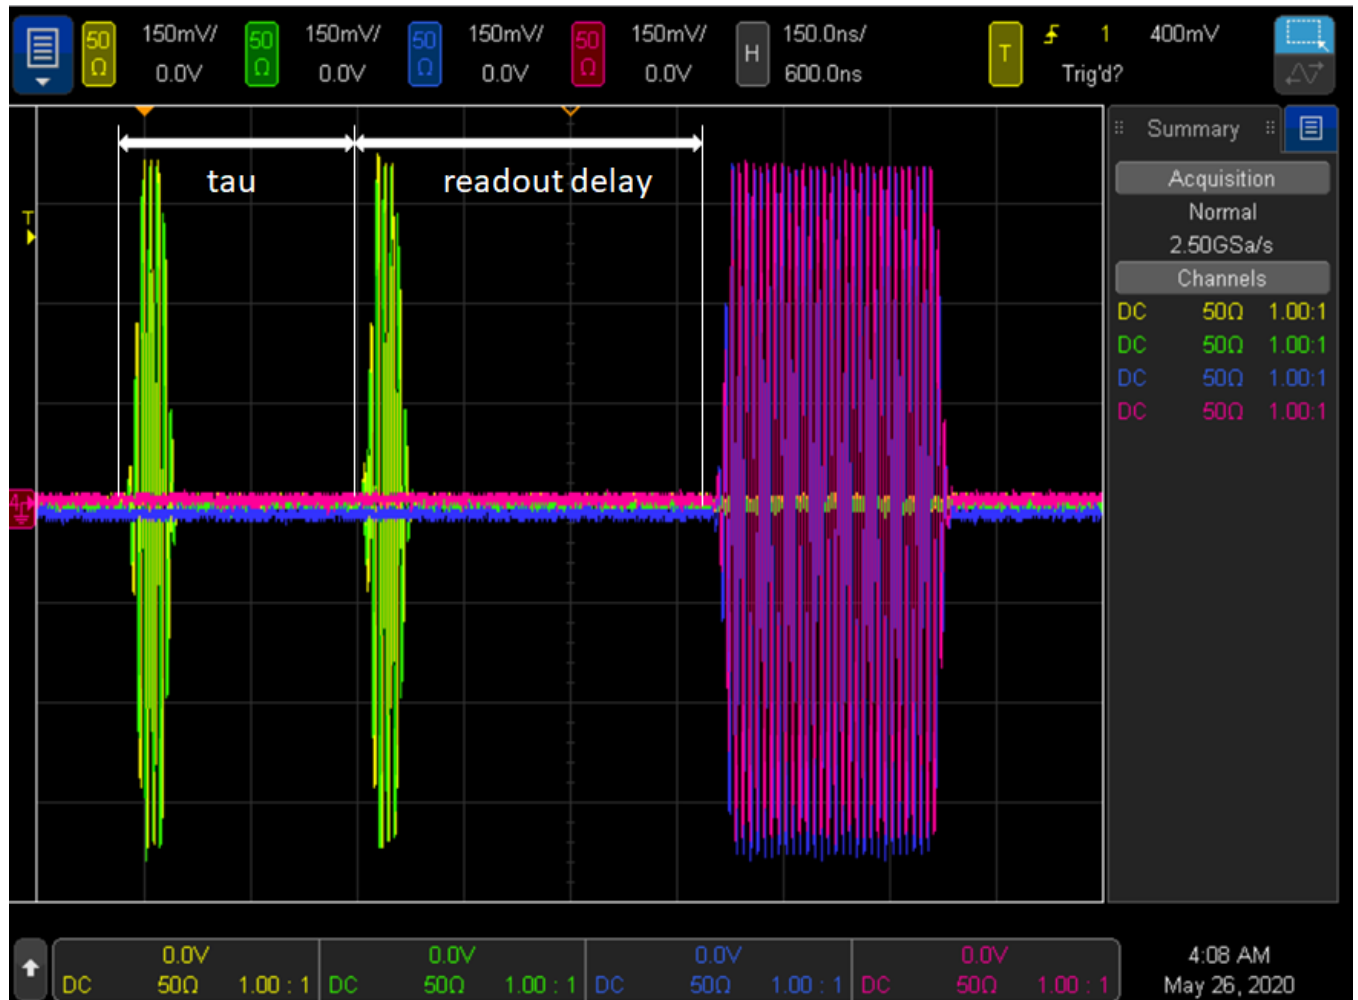 50 Ω 150mV/ 0.0V
50 Ω 150mV/ 0.0V
50 Ω 150mV/ 0.0V
50 Ω 150mV/ 0.0V
H 150.0ns/ 600.0ns
T 1 400mV
Trig'd?
tau
readout delay
T
4
Summary
Acquisition
Normal
2.50GSa/s
Channels
DC 50Ω 1.00:1
DC 50Ω 1.00:1
DC 50Ω 1.00:1
DC 50Ω 1.00:1
0.0V
DC 50Ω 1.00 : 1
0.0V
DC 50Ω 1.00 : 1
0.0V
DC 50Ω 1.00 : 1
0.0V
DC 50Ω 1.00 : 1
4:08 AM
May 26, 2020